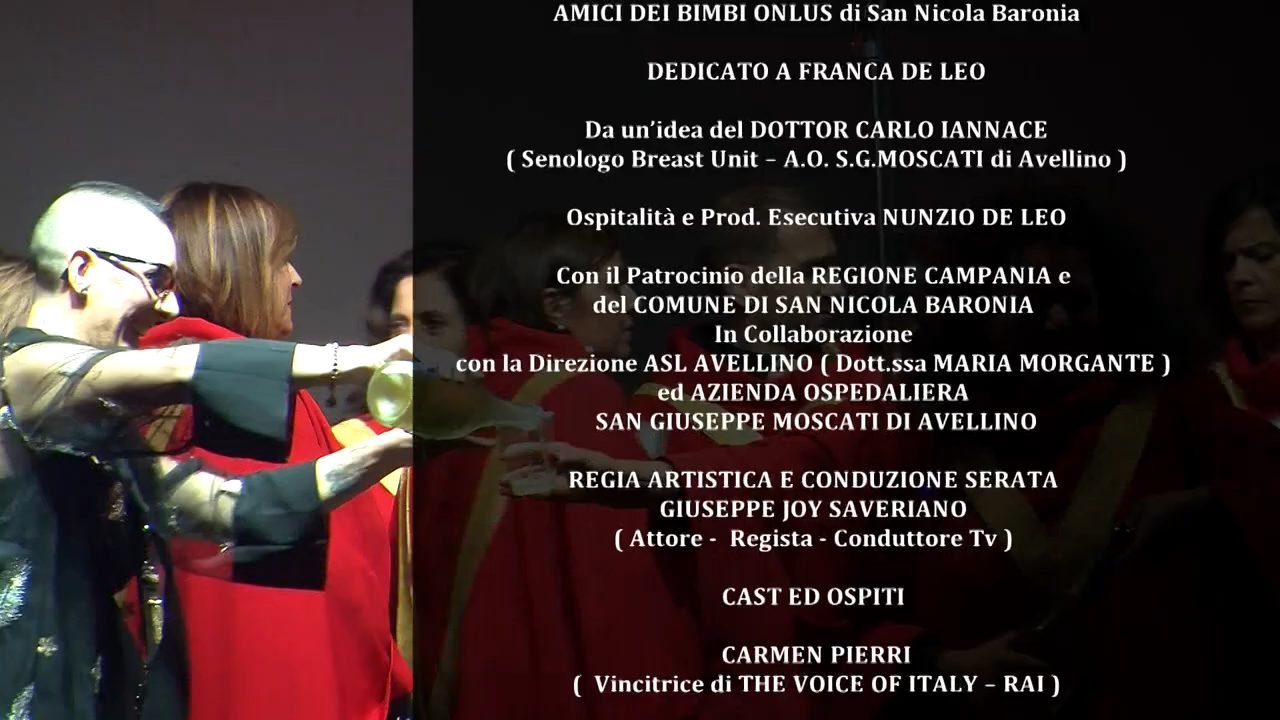 AMICI DEI BIMBI ONLUS di San Nicola Baronia
DEDICATO A FRANCA DE LEO
Da un’idea del DOTTOR CARLO IANNACE
( Senologo Breast Unit – A.O. S.G.MOSCATI di Avellino )
Ospitalità e Prod. Esecutiva NUNZIO DE LEO
Con il Patrocinio della REGIONE CAMPANIA e
del COMUNE DI SAN NICOLA BARONIA
In Collaborazione
con la Direzione ASL AVELLINO ( Dott.ssa MARIA MORGANTE )
ed AZIENDA OSPEDALIERA
SAN GIUSEPPE MOSCATI DI AVELLINO
REGIA ARTISTICA E CONDUZIONE SERATA
GIUSEPPE JOY SAVERIANO
( Attore -  Regista - Conduttore Tv )
CAST ED OSPITI
CARMEN PIERRI
(  Vincitrice di THE VOICE OF ITALY – RAI )